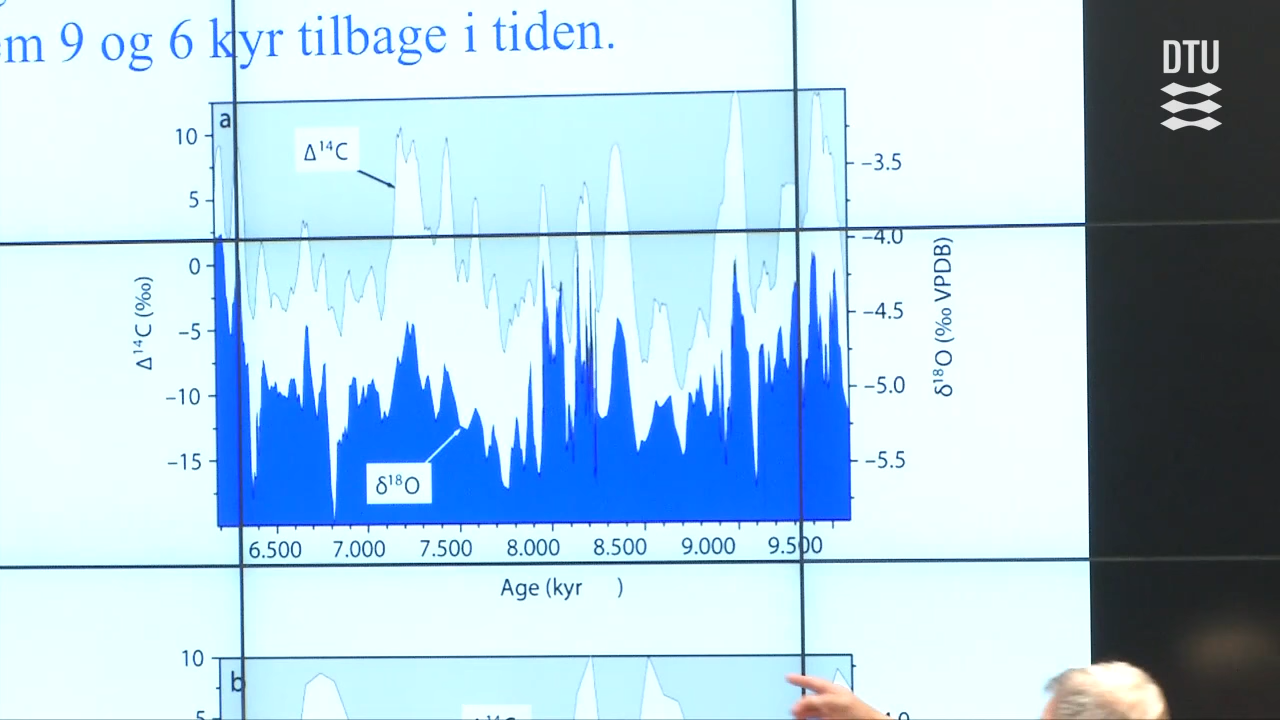 9 og 6 kyr tilbage i tiden.
DTU
a
Δ¹⁴C
10
5
0
−5
−10
−15
Δ¹⁴C (‰)
−3.5
−4.0
−4.5
−5.0
−5.5
δ¹⁸O (‰ VPDB)
δ¹⁸O
6.500 7.000 7.500 8.000 8.500 9.000 9.500
Age (kyr )
10
b
5